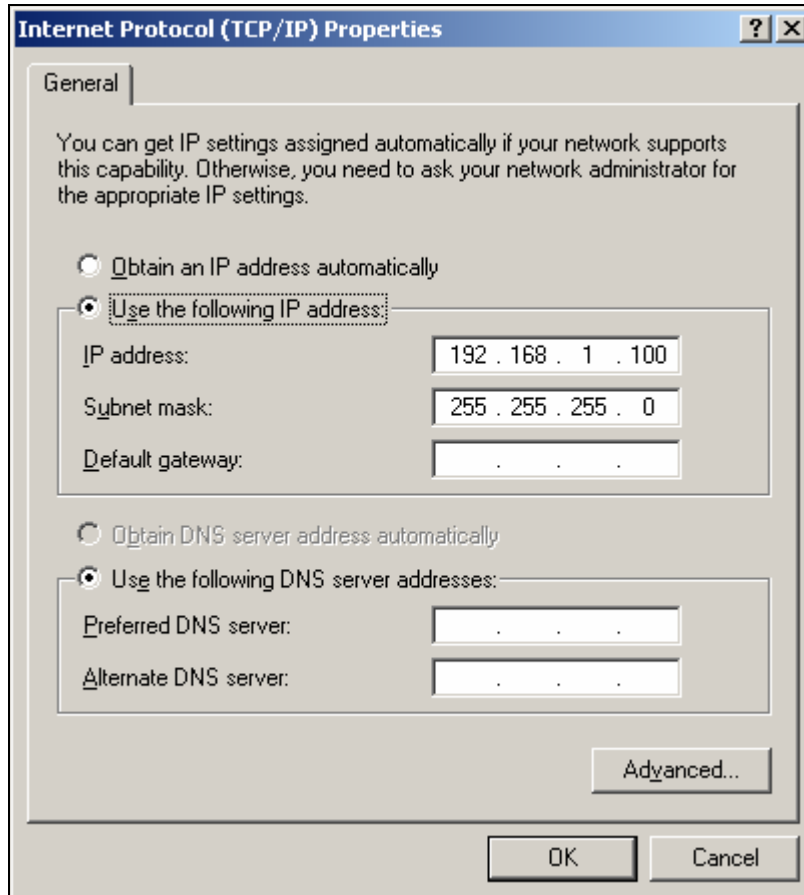 Internet Protocol (TCP/IP) Properties
General
You can get IP settings assigned automatically if your network supports
this capability. Otherwise, you need to ask your network administrator for
the appropriate IP settings.
Obtain an IP address automatically
Use the following IP address:
IP address: 192 . 168 . 1 . 100
Subnet mask: 255 . 255 . 255 . 0
Default gateway: . . .
Obtain DNS server address automatically
Use the following DNS server addresses:
Preferred DNS server: . . .
Alternate DNS server: . . .
Advanced...
OK Cancel